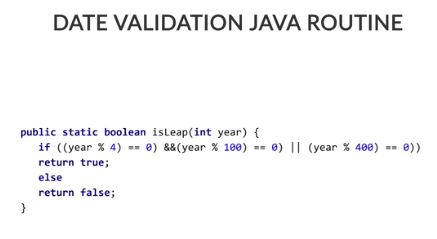 DATE VALIDATION JAVA ROUTINE
public static boolean isLeap(int year) {
if ((year % 4) == 0) &&(year % 100) == 0) || (year % 400) == 0))
return true;
else
return false;
}